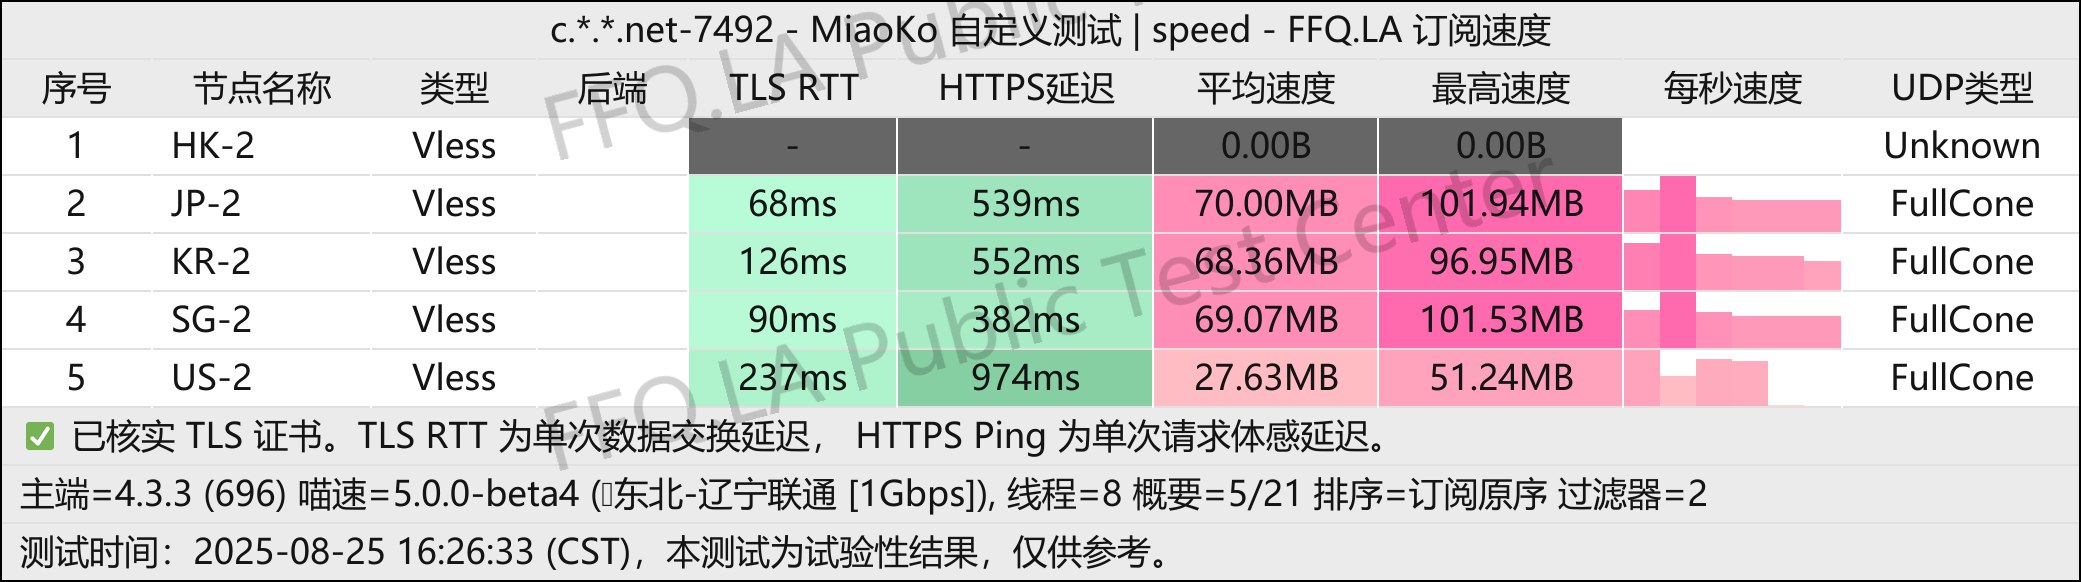 c.*.*.net-7492 - MiaoKo 自定义测试 | speed - FFQ.LA 订阅速度
序号 节点名称 类型 后端 TLS RTT HTTPS延迟 平均速度 最高速度 每秒速度 UDP类型
1 HK-2 Vless - - 0.00B 0.00B Unknown
2 JP-2 Vless 68ms 539ms 70.00MB 101.94MB FullCone
3 KR-2 Vless 126ms 552ms 68.36MB 96.95MB FullCone
4 SG-2 Vless 90ms 382ms 69.07MB 101.53MB FullCone
5 US-2 Vless 237ms 974ms 27.63MB 51.24MB FullCone
✅ 已核实 TLS 证书。TLS RTT 为单次数据交换延迟， HTTPS Ping 为单次请求体感延迟。
主端=4.3.3 (696) 喵速=5.0.0-beta4 (东北-辽宁联通 [1Gbps]), 线程=8 概要=5/21 排序=订阅原序 过滤器=2
测试时间：2025-08-25 16:26:33 (CST)，本测试为试验性结果，仅供参考。
FFQ.LA Public Te
FFQ.LA Public Test Center